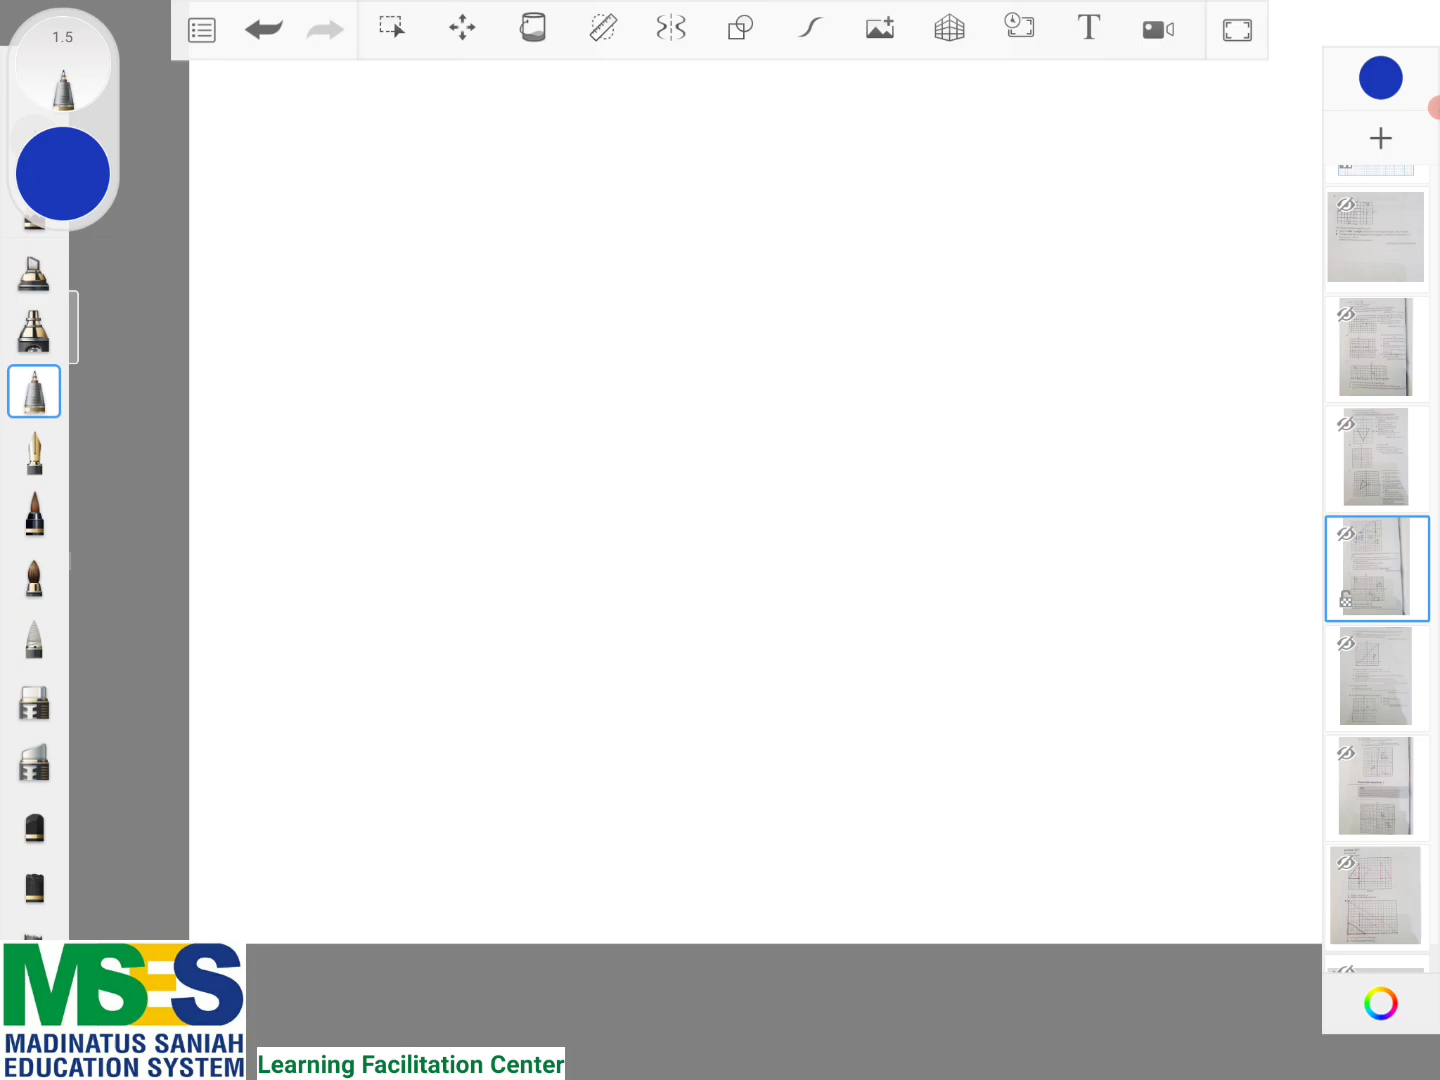 1.5
T
MSES
MADINATUS SANIAH
EDUCATION SYSTEM
Learning Facilitation Center